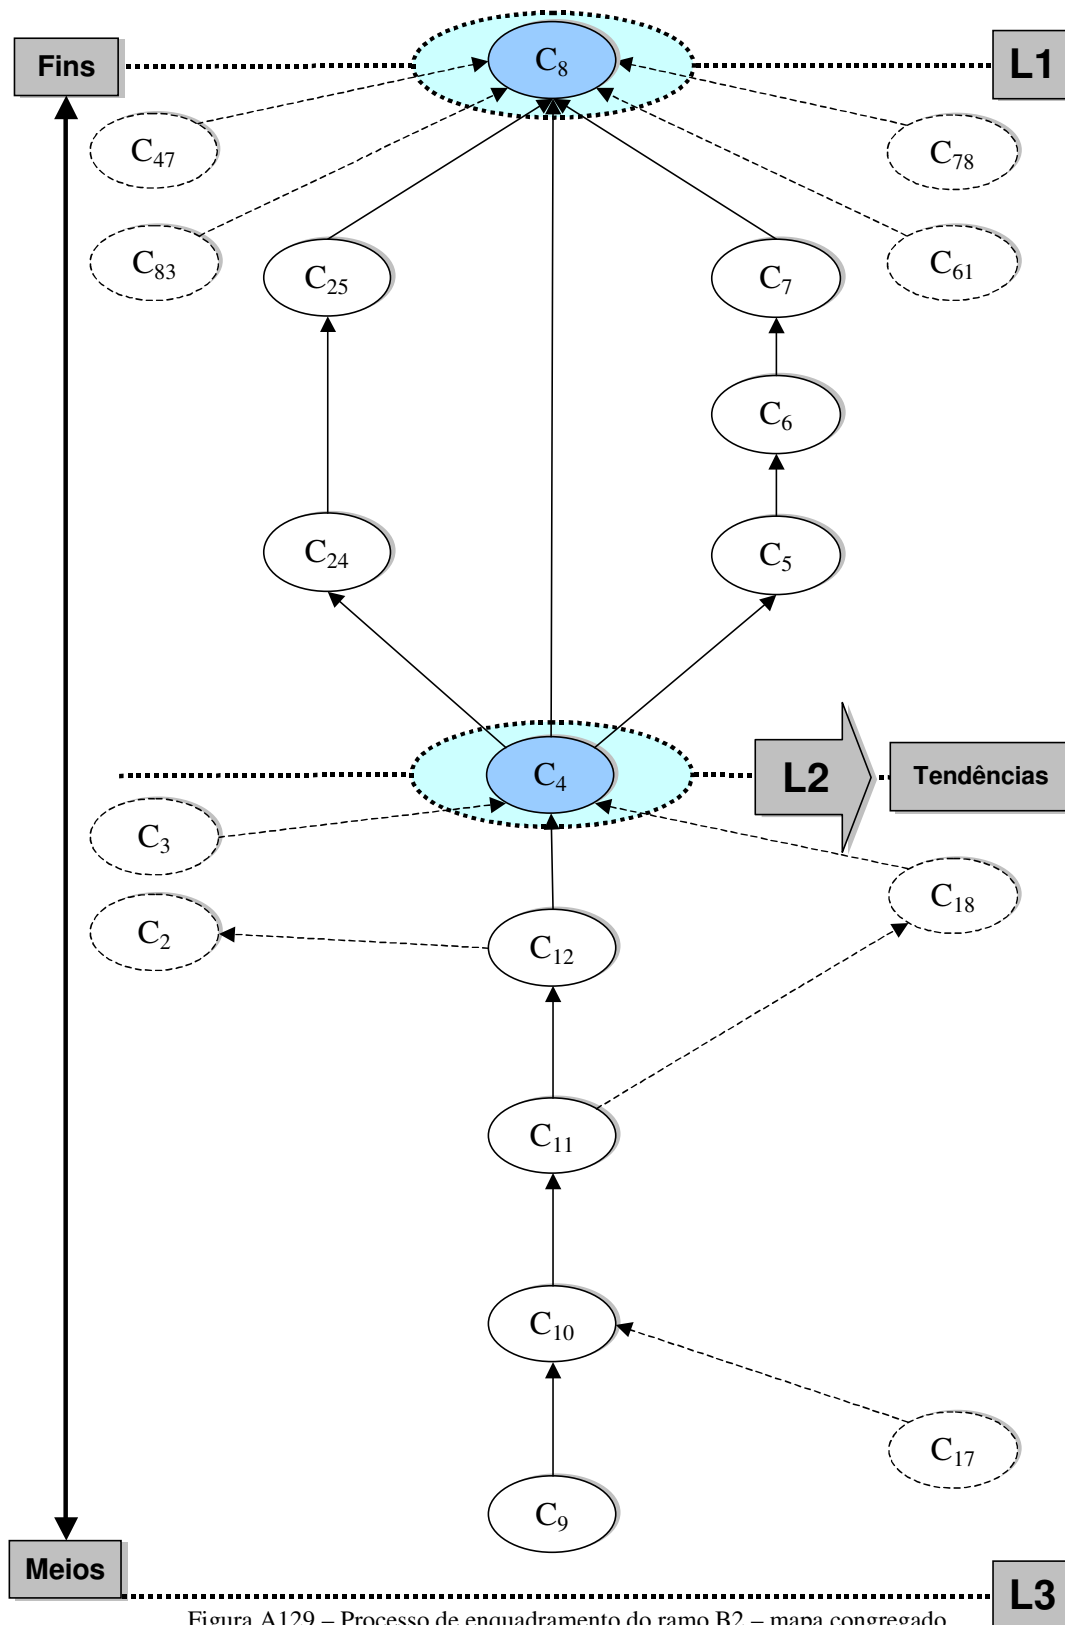 Fins
C8
L1
C47
C78
C83
C25
C7
C61
C6
C24
C5
C4
L2
Tendências
C3
C18
C2
C12
C11
C10
C17
C9
Meios
L3
Figura A129 – Processo de enquadramento do ramo B2 – mapa congregado